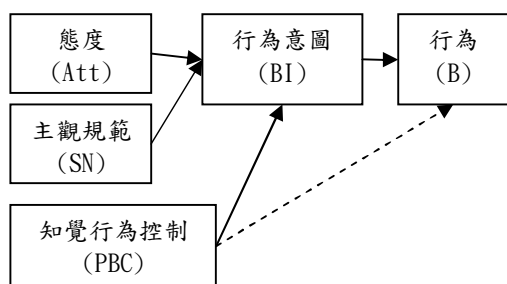 態度
(Att)
行為意圖
(BI)
行為
(B)
主觀規範
(SN)
知覺行為控制
(PBC)